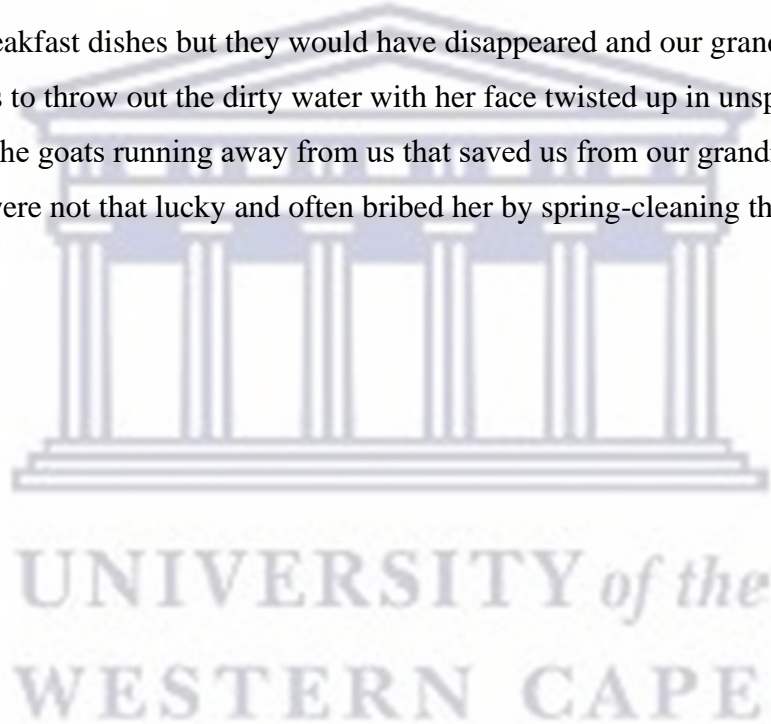 eakfast dishes but they would have disappeared and our grand
s to throw out the dirty water with her face twisted up in unsp
he goats running away from us that saved us from our grand
were not that lucky and often bribed her by spring-cleaning th
UNIVERSITY of the
WESTERN CAPE